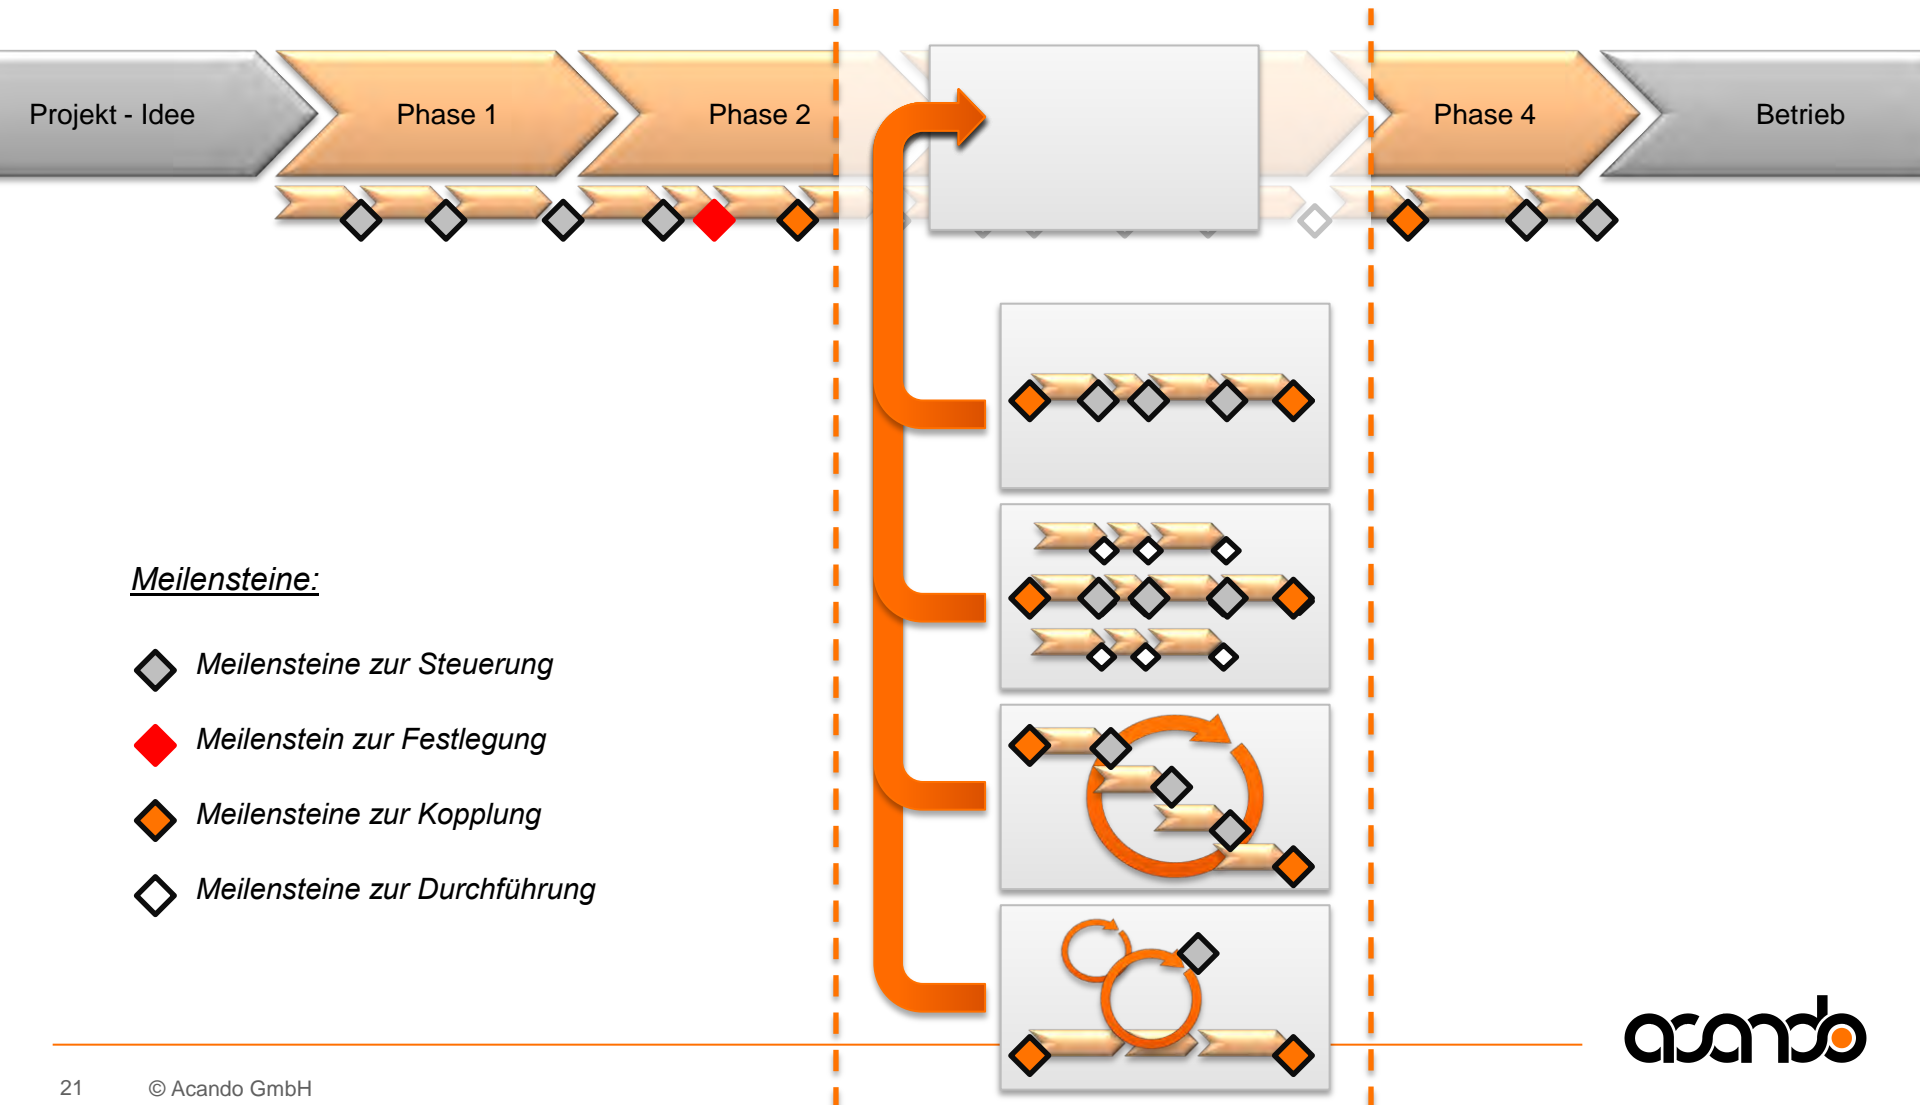 Projekt - Idee
Phase 1
Phase 2
Phase 4
Betrieb
Meilensteine:
Meilensteine zur Steuerung
Meilenstein zur Festlegung
Meilensteine zur Kopplung
Meilensteine zur Durchführung
acando
21
© Acando GmbH